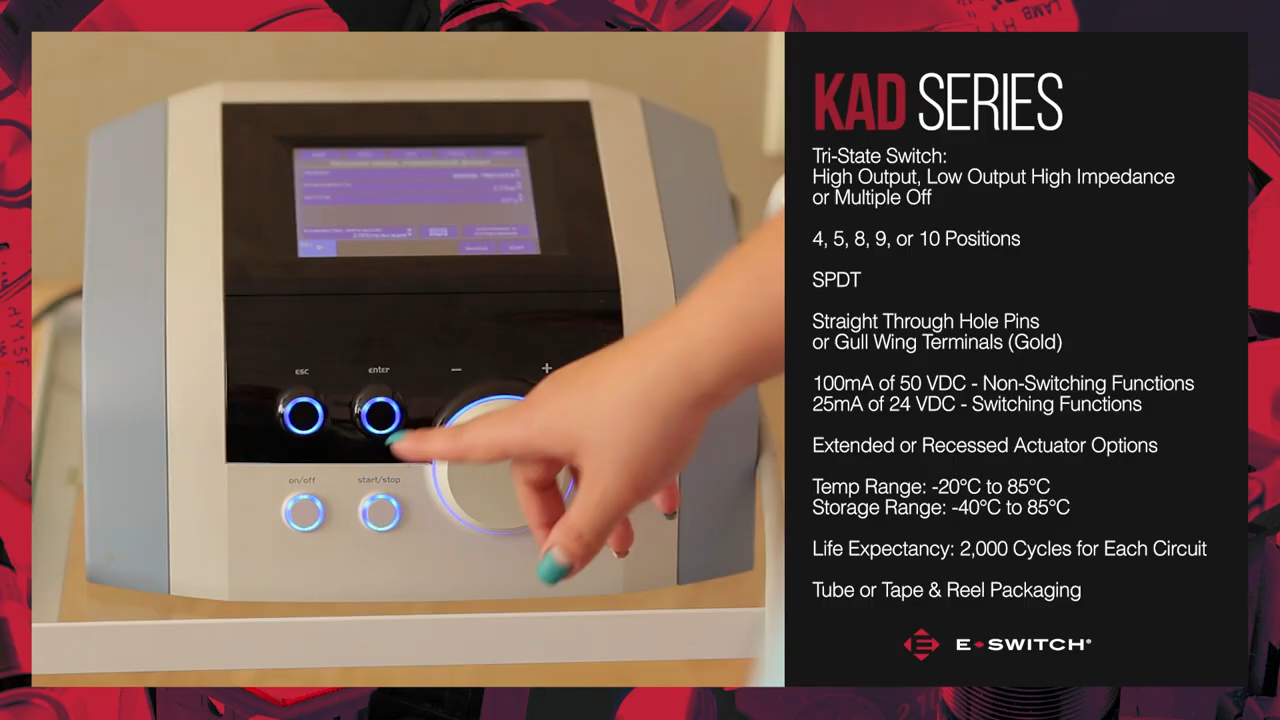 KAD SERIES
Tri-State Switch:
High Output, Low Output High Impedance
or Multiple Off
4, 5, 8, 9, or 10 Positions
SPDT
Straight Through Hole Pins
or Gull Wing Terminals (Gold)
100mA of 50 VDC - Non-Switching Functions
25mA of 24 VDC - Switching Functions
Extended or Recessed Actuator Options
Temp Range: -20°C to 85°C
Storage Range: -40°C to 85°C
Life Expectancy: 2,000 Cycles for Each Circuit
Tube or Tape & Reel Packaging
E-SWITCH®
ESC
enter
− +
on/off
start/stop
LAMB
HY15F